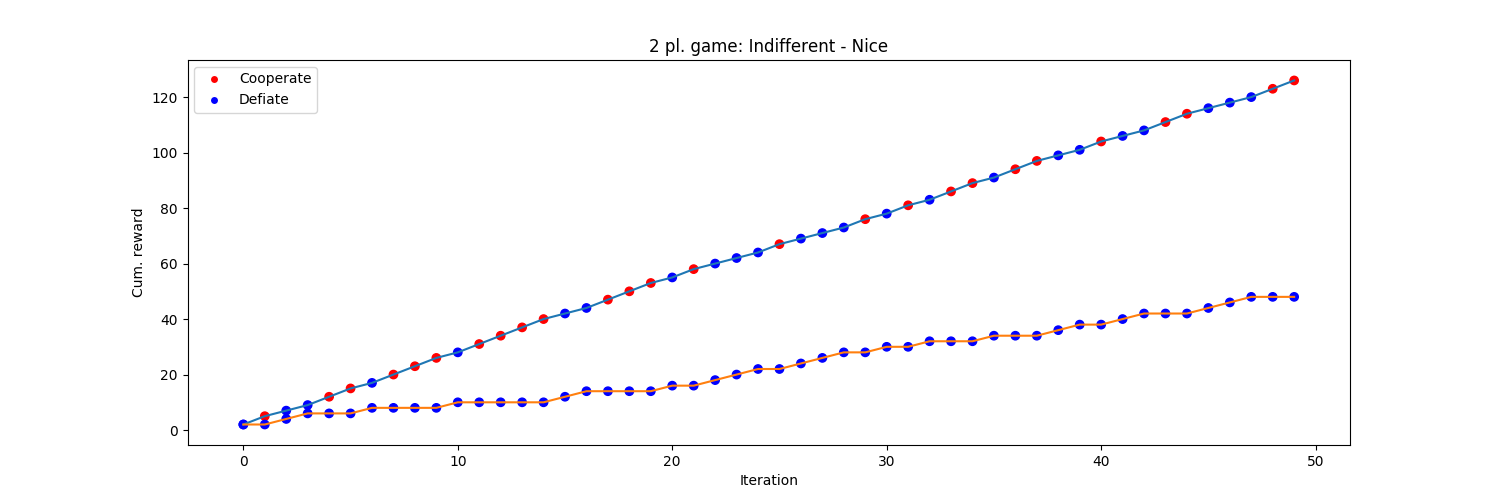 2 pl. game: Indifferent - Nice
Cooperate
Defiate
Cum. reward
120
100
80
60
40
20
0
0 10 20 30 40 50
Iteration